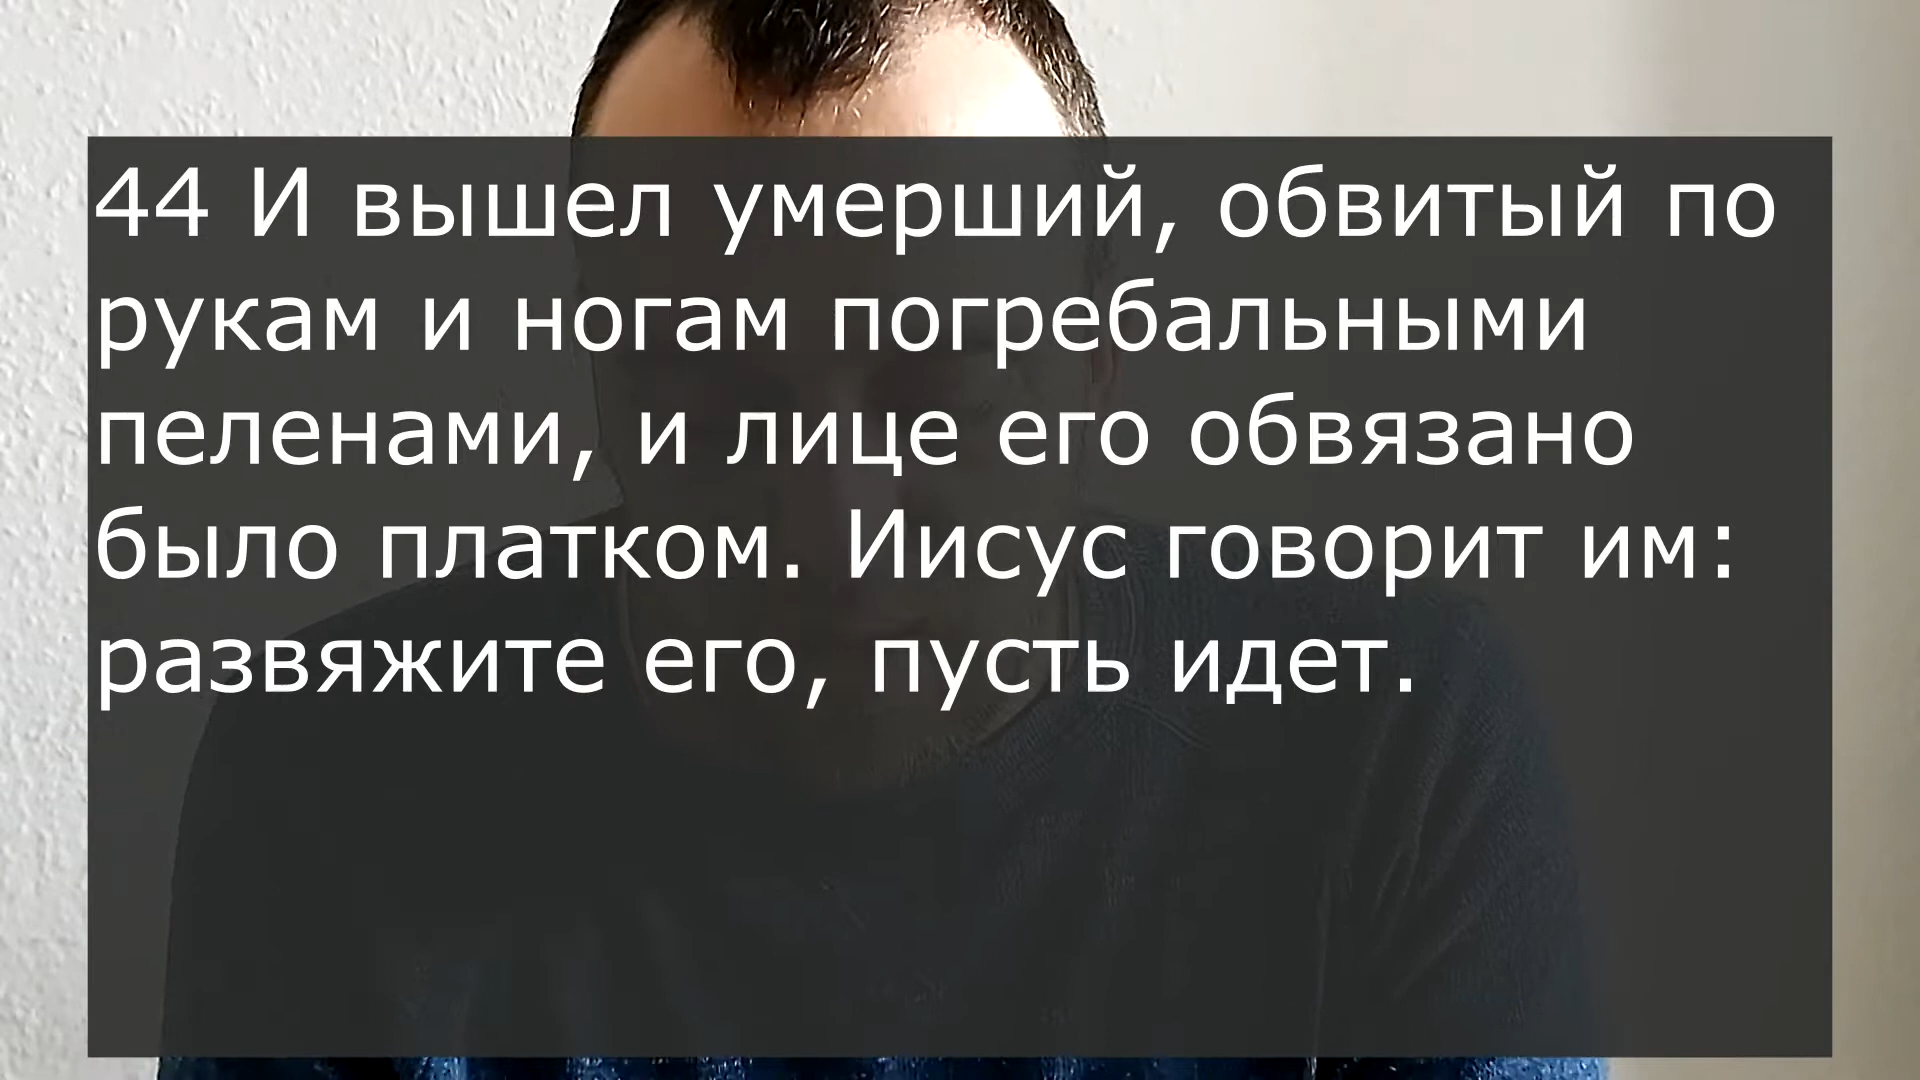 44 И вышел умерший, обвитый по
рукам и ногам погребальными
пеленами, и лице его обвязано
было платком. Иисус говорит им:
развяжите его, пусть идет.